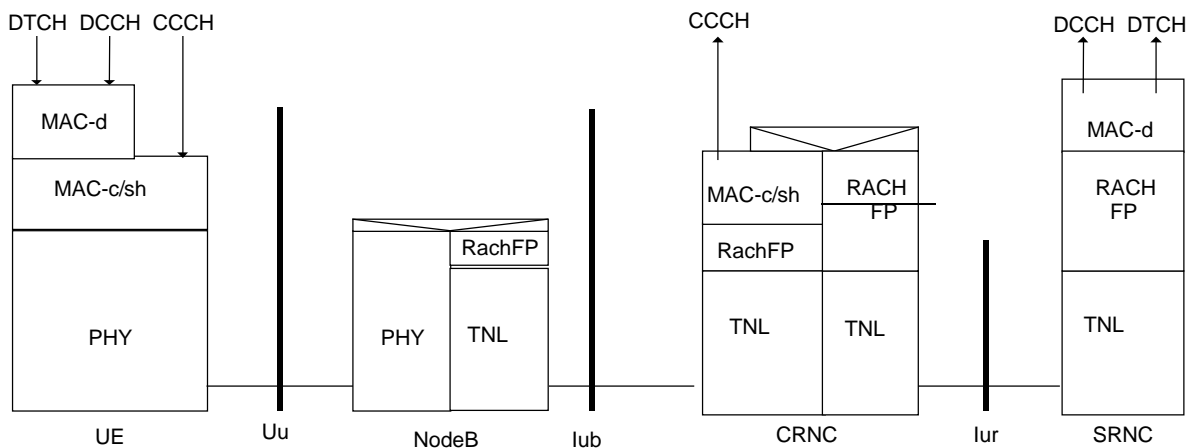 DTCH DCCH CCCH
CCCH
DCCH DTCH
MAC-d
MAC-d
MAC-c/sh
MAC-c/sh
RACH
FP
RACH
FP
RachFP
RachFP
PHY
PHY
TNL
TNL
TNL
TNL
UE
Uu
NodeB
Iub
CRNC
Iur
SRNC